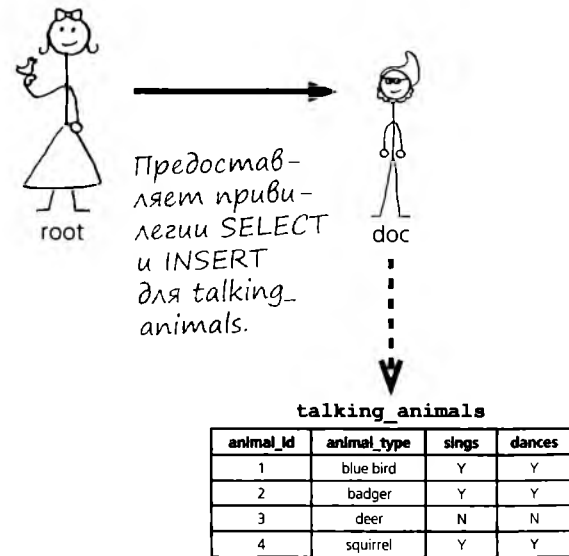 Предостав-
ляет приви-
легии SELECT
и INSERT
для talking_
animals.
root
doc
talking_animals
animal_id animal_type sings dances
1 blue bird Y Y
2 badger Y Y
3 deer N N
4 squirrel Y Y